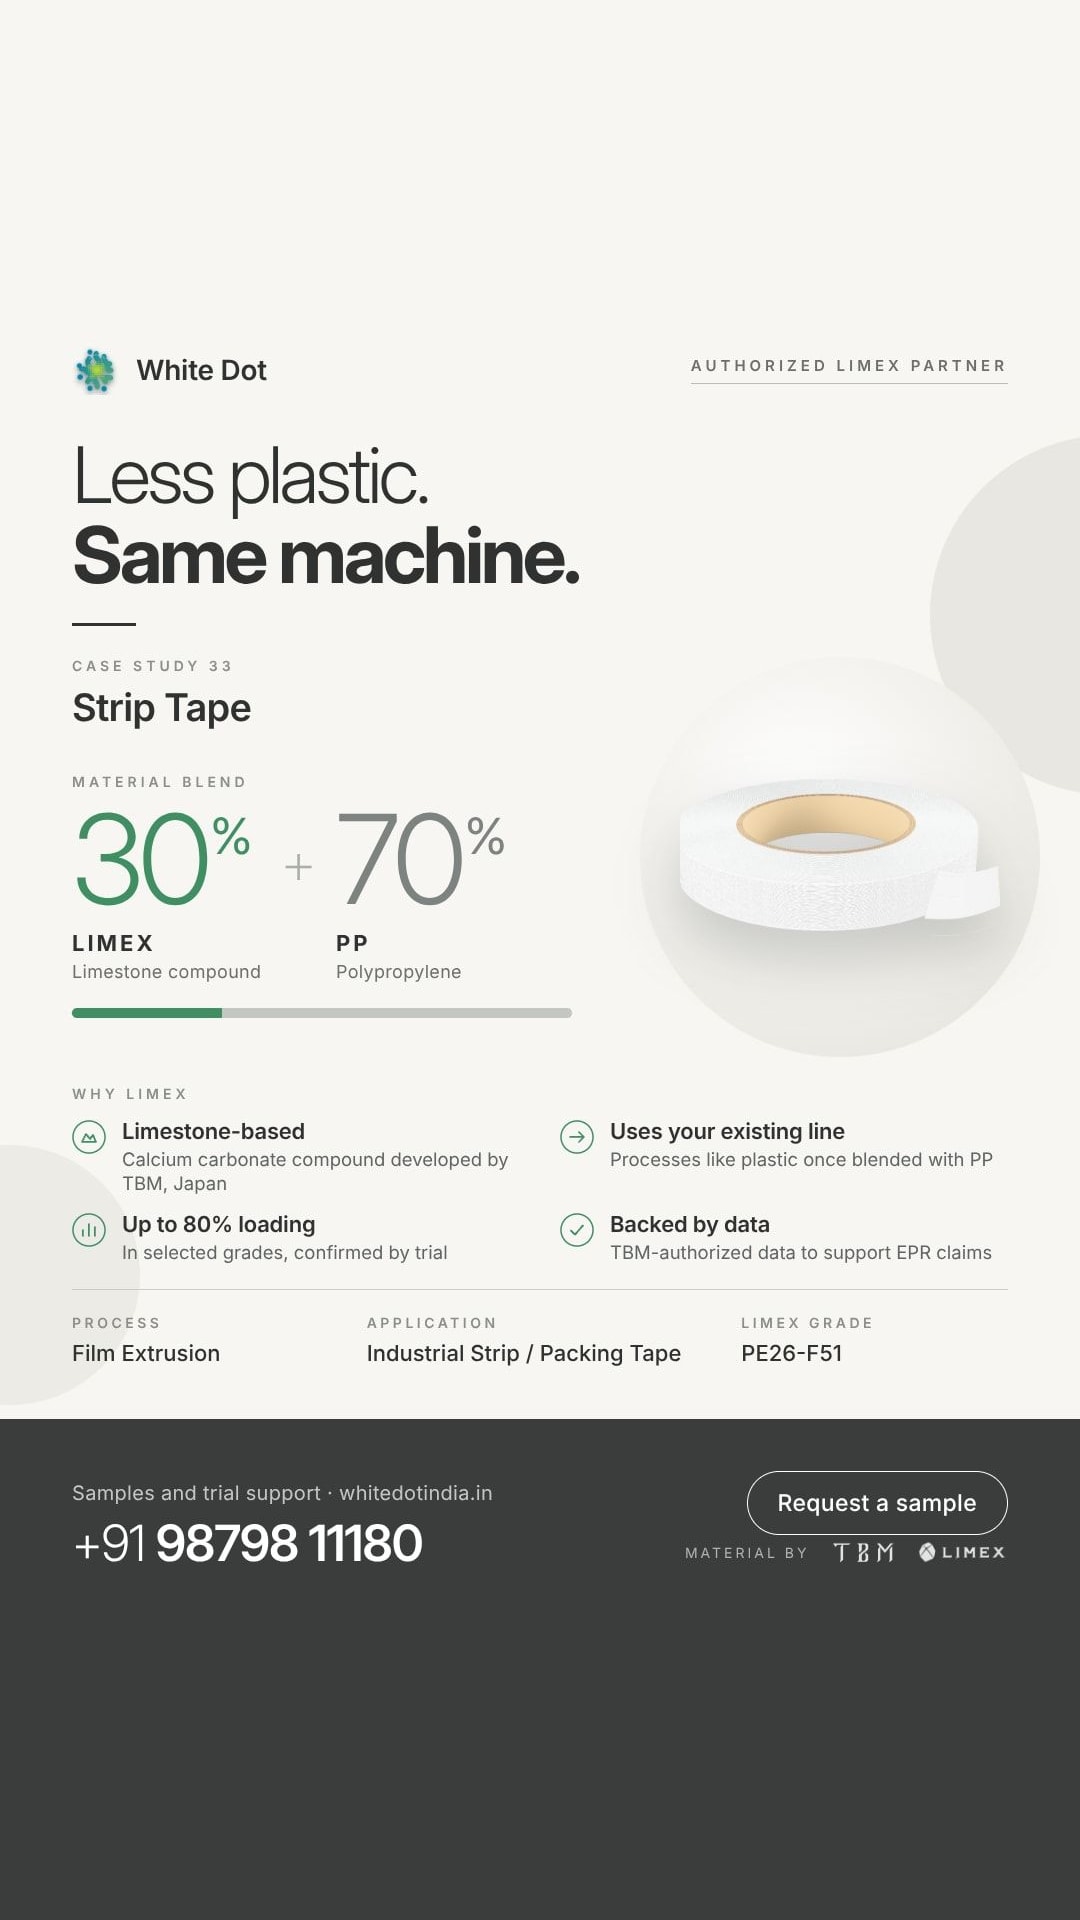 White Dot
AUTHORIZED LIMEX PARTNER
Less plastic.
Same machine.
CASE STUDY 33
Strip Tape
MATERIAL BLEND
30% + 70%
LIMEX PP
Limestone compound Polypropylene
WHY LIMEX
Limestone-based
Calcium carbonate compound developed by
TBM, Japan
Uses your existing line
Processes like plastic once blended with PP
Up to 80% loading
In selected grades, confirmed by trial
Backed by data
TBM-authorized data to support EPR claims
PROCESS
Film Extrusion
APPLICATION
Industrial Strip / Packing Tape
LIMEX GRADE
PE26-F51
Samples and trial support · whitedotindia.in
+91 98798 11180
Request a sample
MATERIAL BY TBM LIMEX